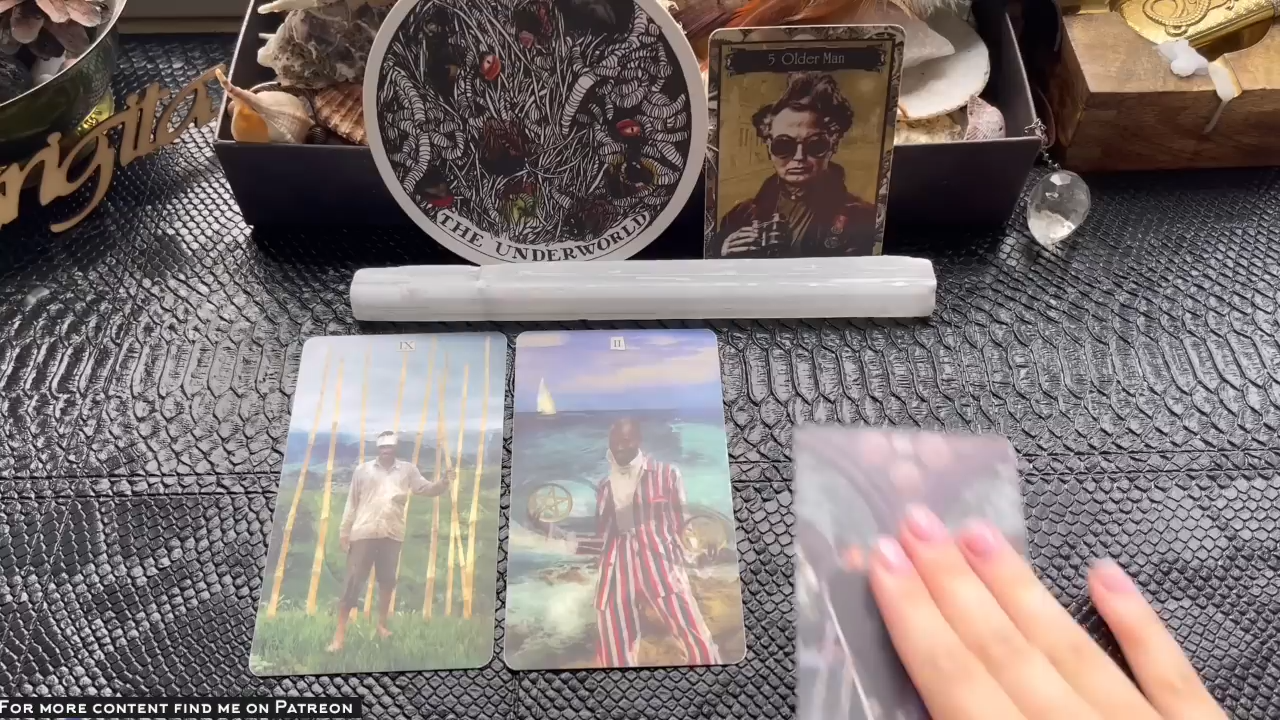 5 Older Man
THE UNDERWORLD
IX
II
FOR MORE CONTENT FIND ME ON PATREON